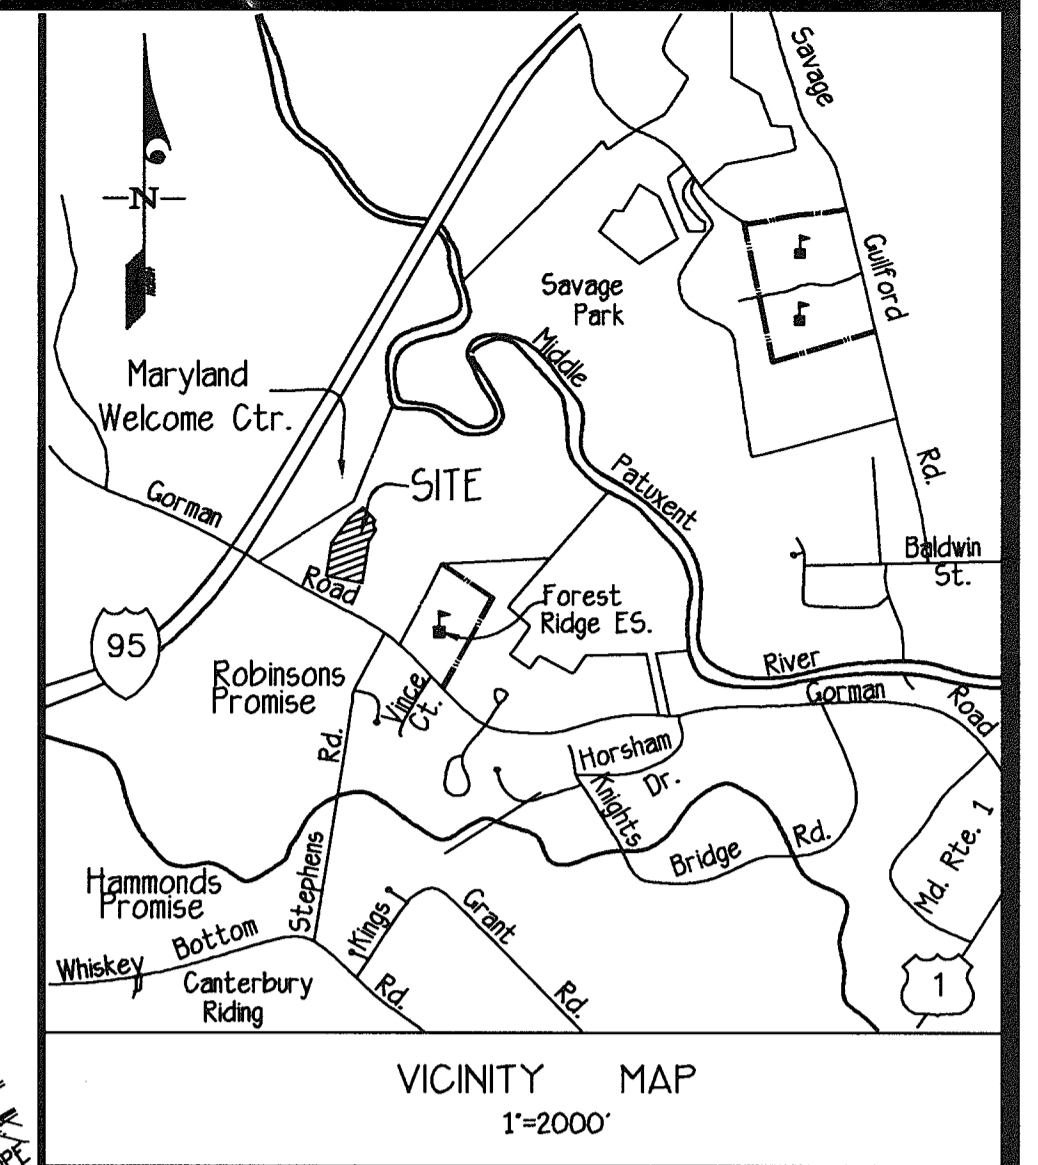 Savage
N
Guilford
Savage
Park
Middle
Maryland
Welcome Ctr.
Patuxent
Rd.
SITE
Gorman
Road
Baldwin
St.
Forest
Ridge ES.
95
Robinsons
Promise
Vince
Ct.
River
Gorman
Road
Rd.
Horsham
Dr.
Knights
Bridge
Rd.
Md. Rte. 1
Stephens
Hammonds
Promise
Kings
Grant
Rd.
Whiskey
Bottom
Rd.
Canterbury
Riding
1
VICINITY MAP
1"=2000'